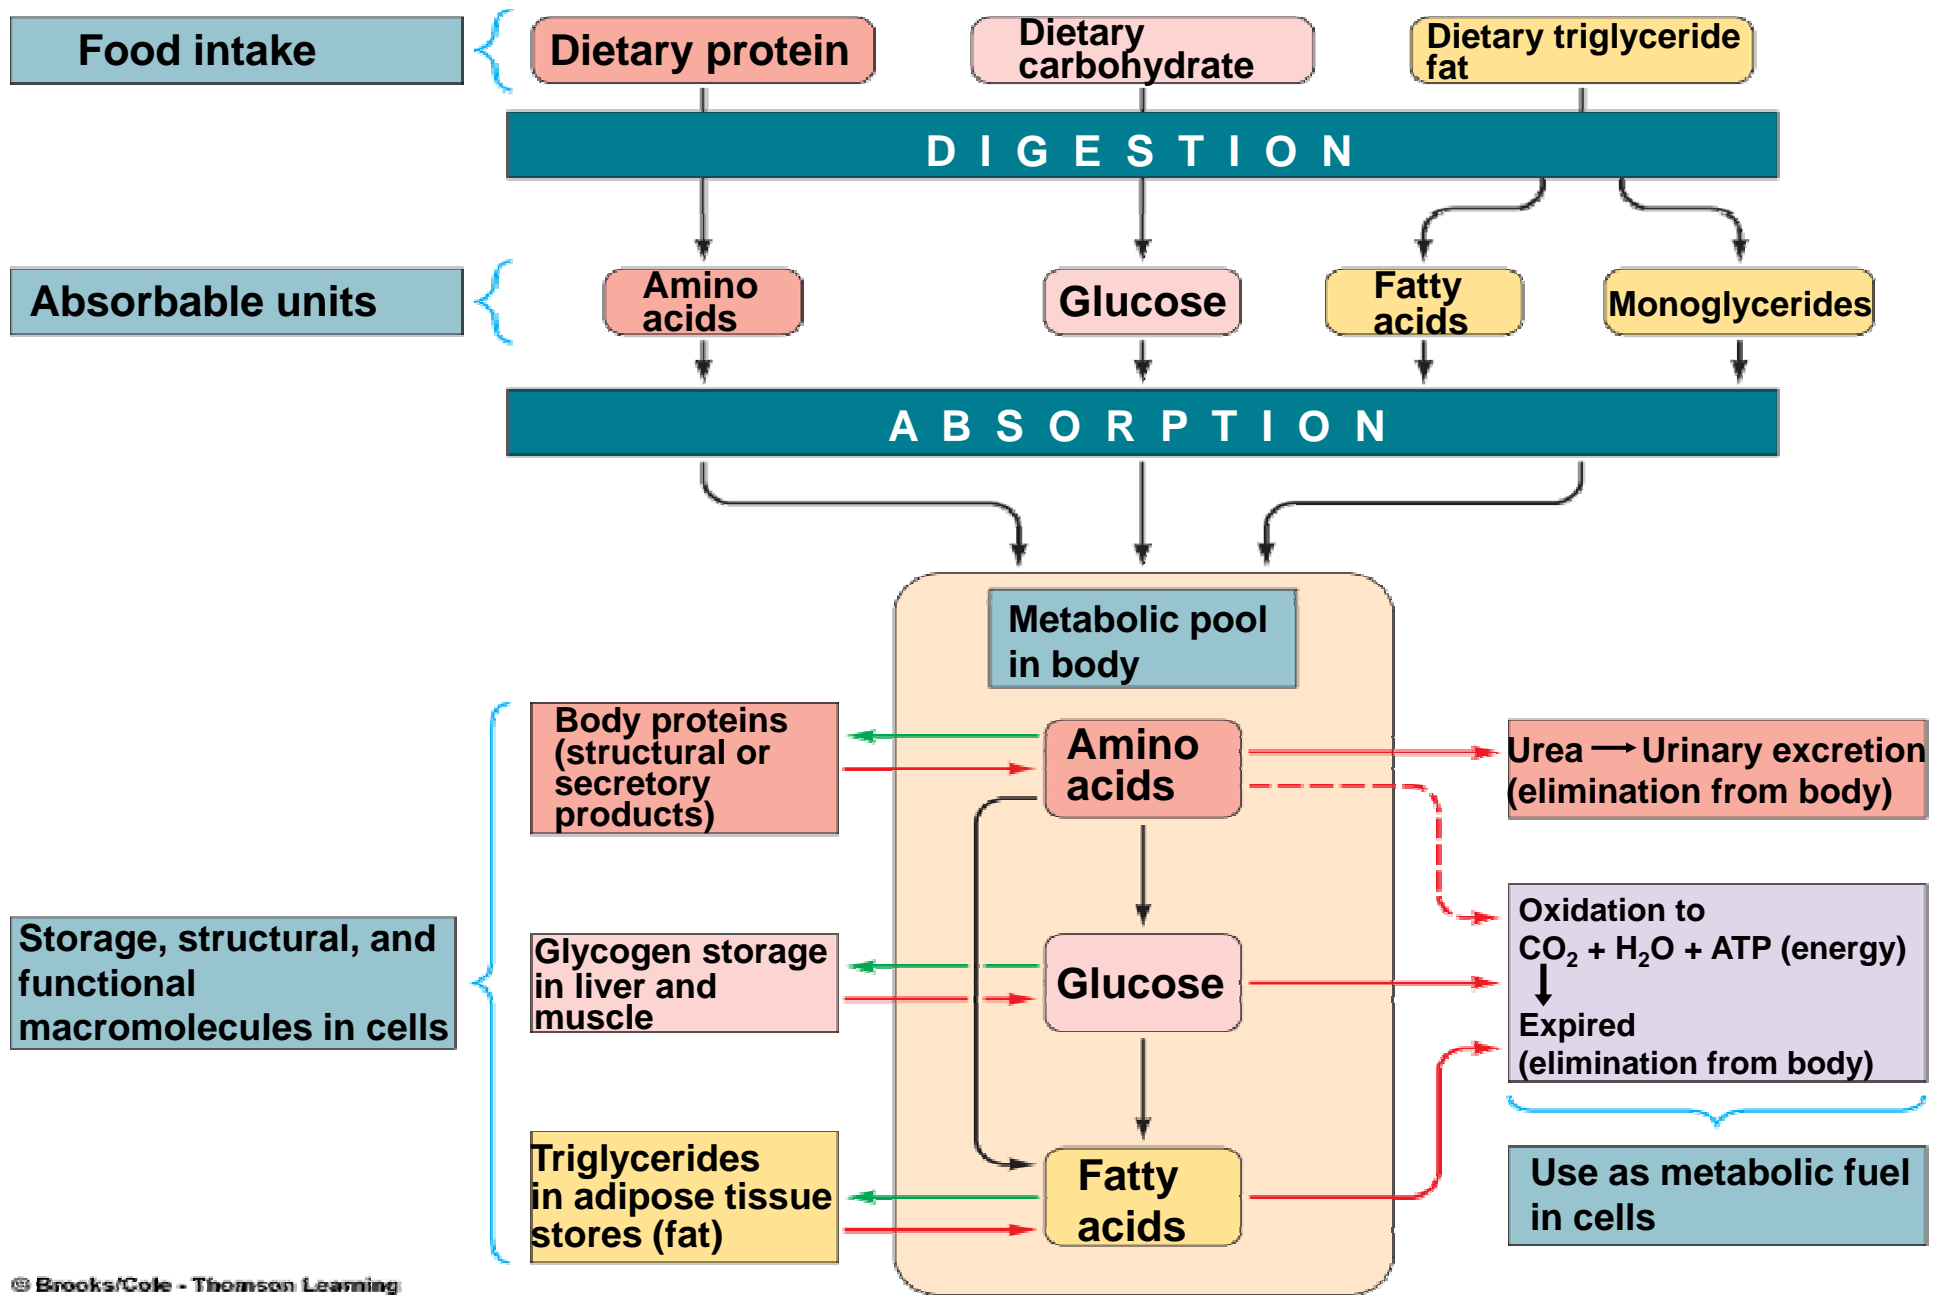 Food intake
Dietary protein
Dietary
carbohydrate
Dietary triglyceride
fat
DIGESTION
Absorbable units
Amino
acids
Glucose
Fatty
acids
Monoglycerides
ABSORPTION
Metabolic pool
in body
Body proteins
(structural or
secretory
products)
Amino
acids
Urea → Urinary excretion
(elimination from body)
Storage, structural, and
functional
macromolecules in cells
Glycogen storage
in liver and
muscle
Glucose
Oxidation to
CO₂ + H₂O + ATP (energy)
Expired
(elimination from body)
Triglycerides
in adipose tissue
stores (fat)
Fatty
acids
Use as metabolic fuel
in cells
© Brooks/Cole - Thomson Learning